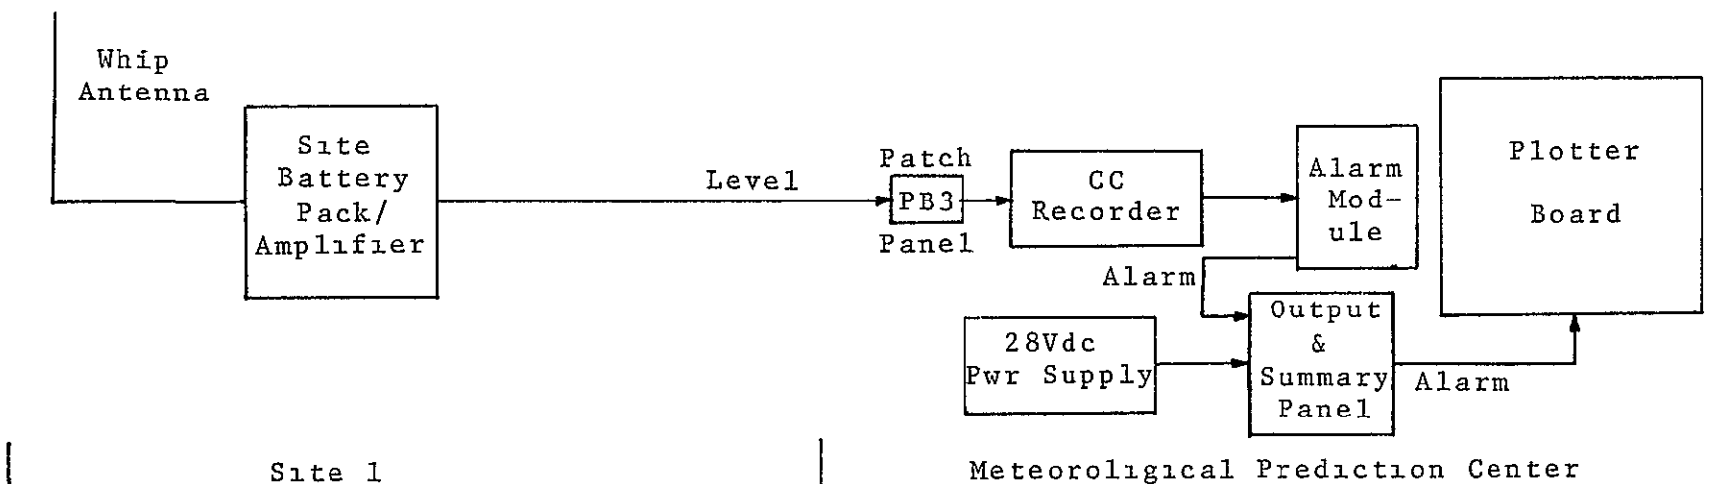 Whip
Antenna
Site
Battery
Pack/
Amplifier
Level
Patch
PB3
Panel
CC
Recorder
Alarm
Mod-
ule
Plotter
Board
Alarm
28Vdc
Pwr Supply
Output
&
Summary
Panel
Alarm
Site 1
Meteoroligical Prediction Center